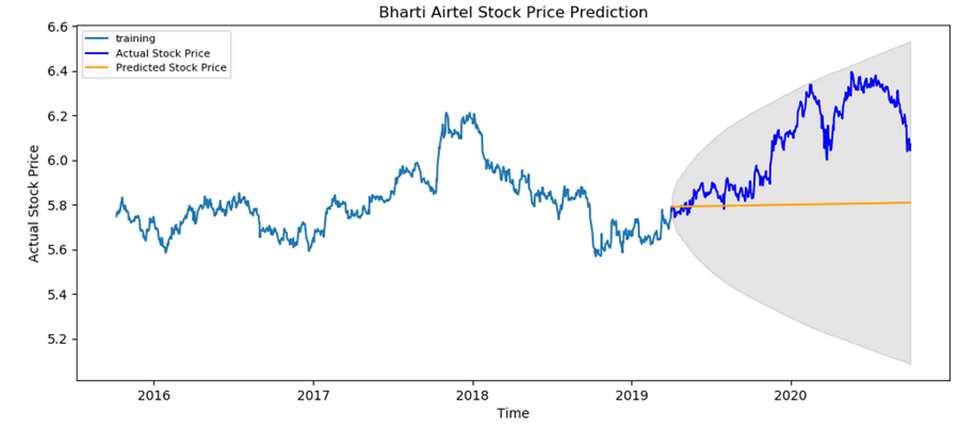 Bharti Airtel Stock Price Prediction
training
Actual Stock Price
Predicted Stock Price
Actual Stock Price
6.6
6.4
6.2
6.0
5.8
5.6
5.4
5.2
2016 2017 2018 2019 2020
Time